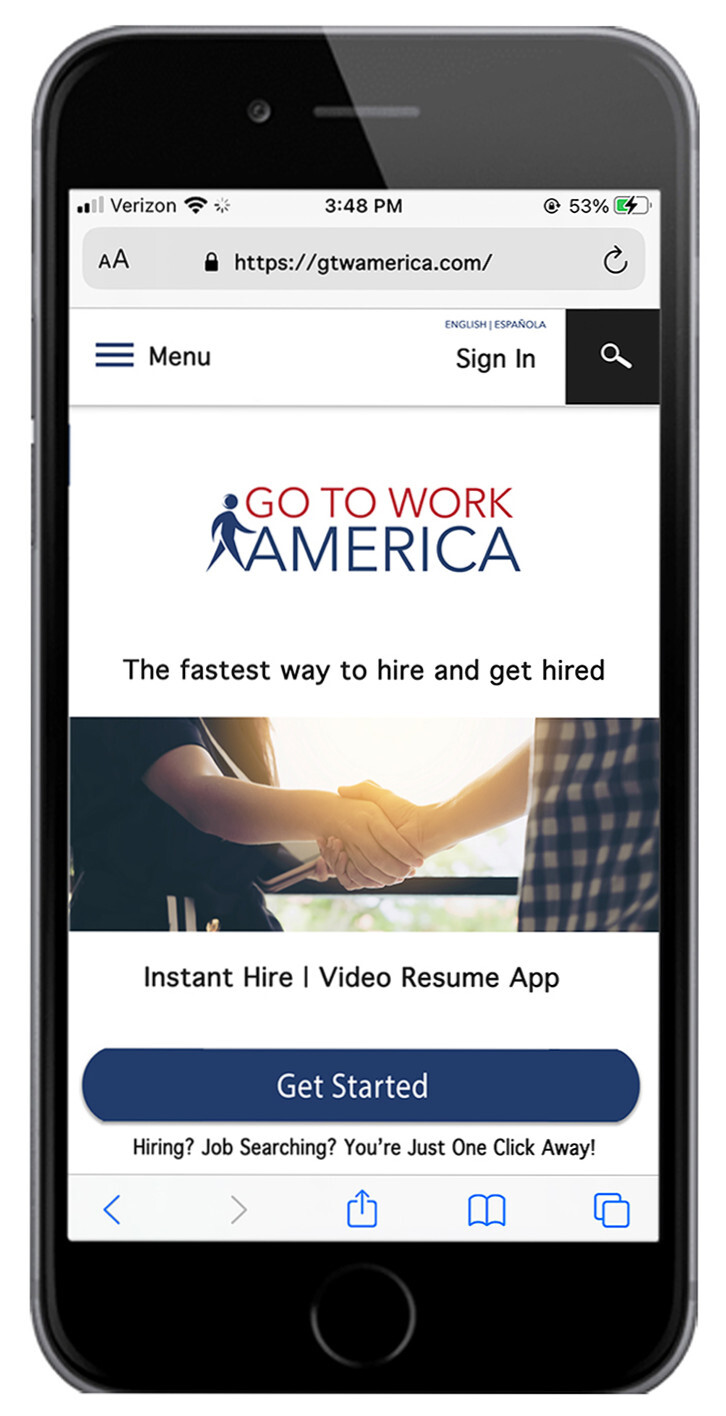 Verizon 3:48 PM 53%
AA https://gtwamerica.com/
ENGLISH | ESPAÑOLA
Menu Sign In
GO TO WORK
AMERICA
The fastest way to hire and get hired
Instant Hire | Video Resume App
Get Started
Hiring? Job Searching? You're Just One Click Away!